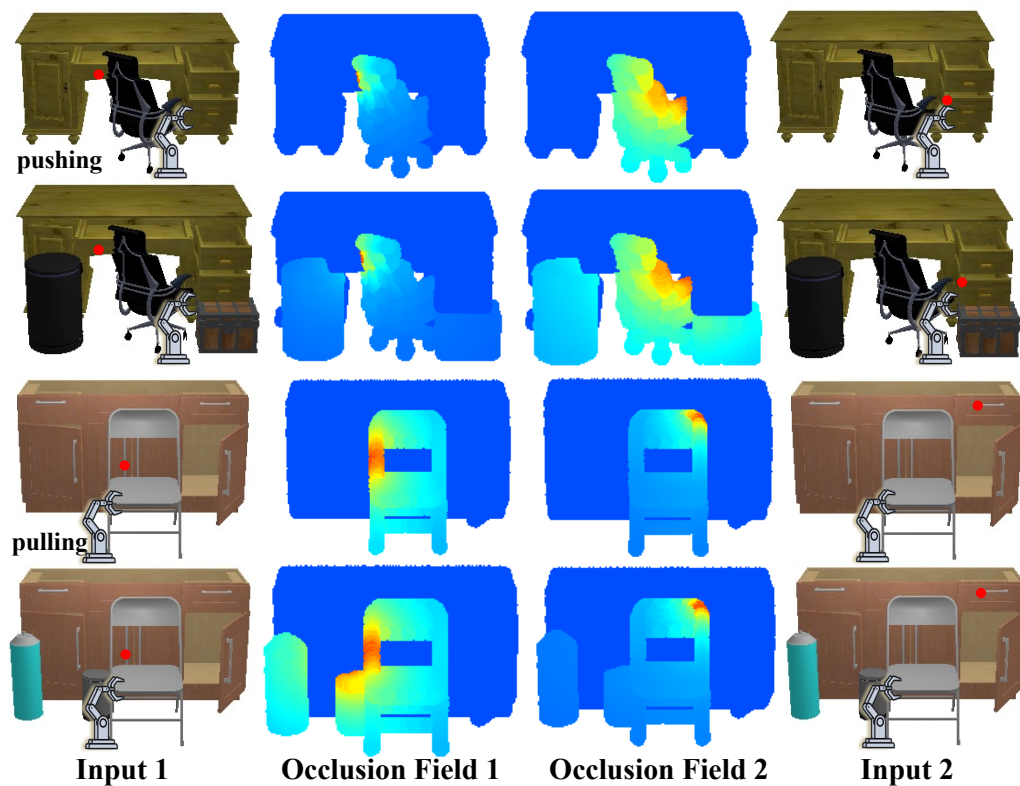 pushing
pulling
Input 1
Occlusion Field 1
Occlusion Field 2
Input 2